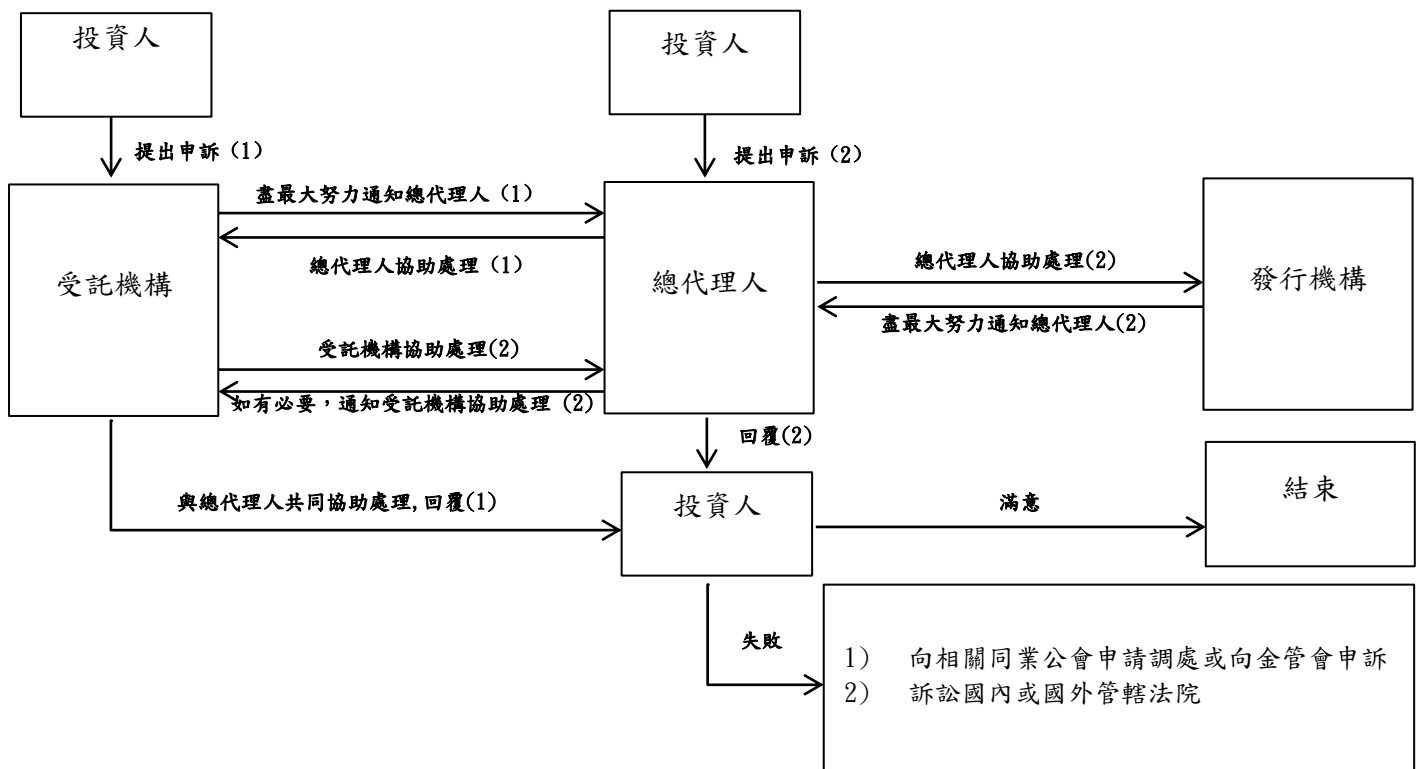 投資人
投資人
提出申訴（1）
提出申訴（2）
盡最大努力通知總代理人（1）
總代理人協助處理（1）
總代理人協助處理(2)
受託機構
總代理人
發行機構
盡最大努力通知總代理人(2)
受託機構協助處理(2)
如有必要，通知受託機構協助處理（2）
回覆(2)
與總代理人共同協助處理,回覆(1)
投資人
滿意
結束
失敗
1) 向相關同業公會申請調處或向金管會申訴
2) 訴訟國內或國外管轄法院